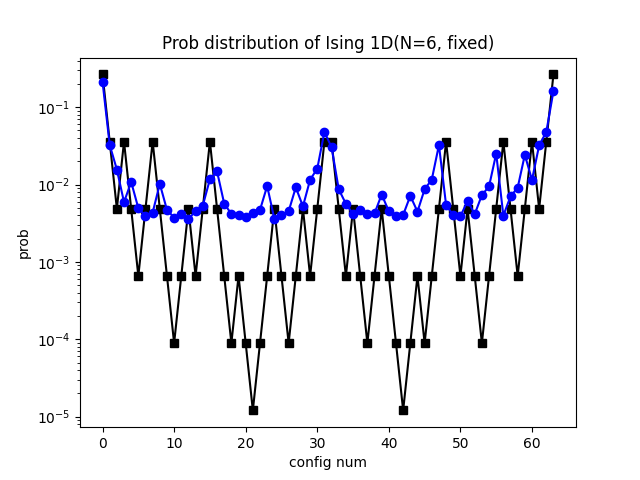 Prob distribution of Ising 1D(N=6, fixed)
10⁻¹
10⁻²
10⁻³
10⁻⁴
10⁻⁵
prob
0 10 20 30 40 50 60
config num